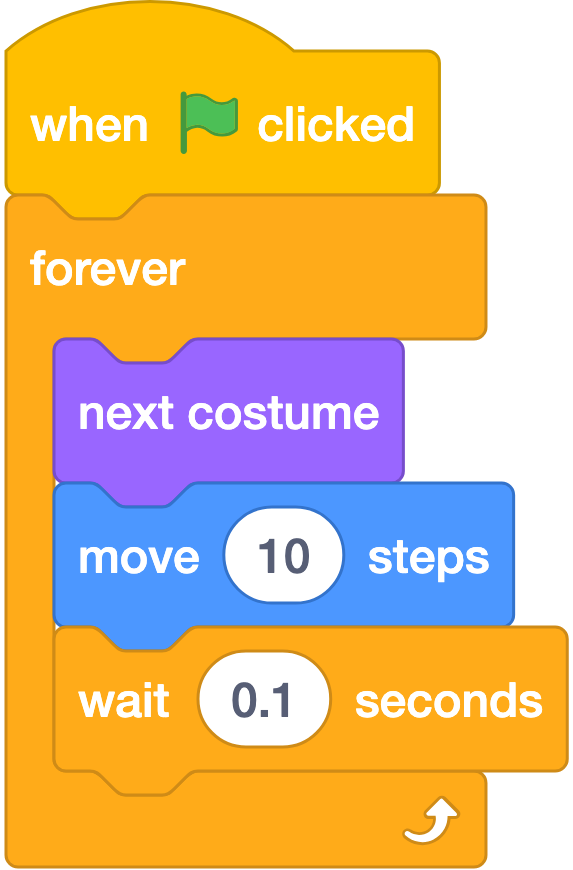 when clicked
forever
next costume
move 10 steps
wait 0.1 seconds